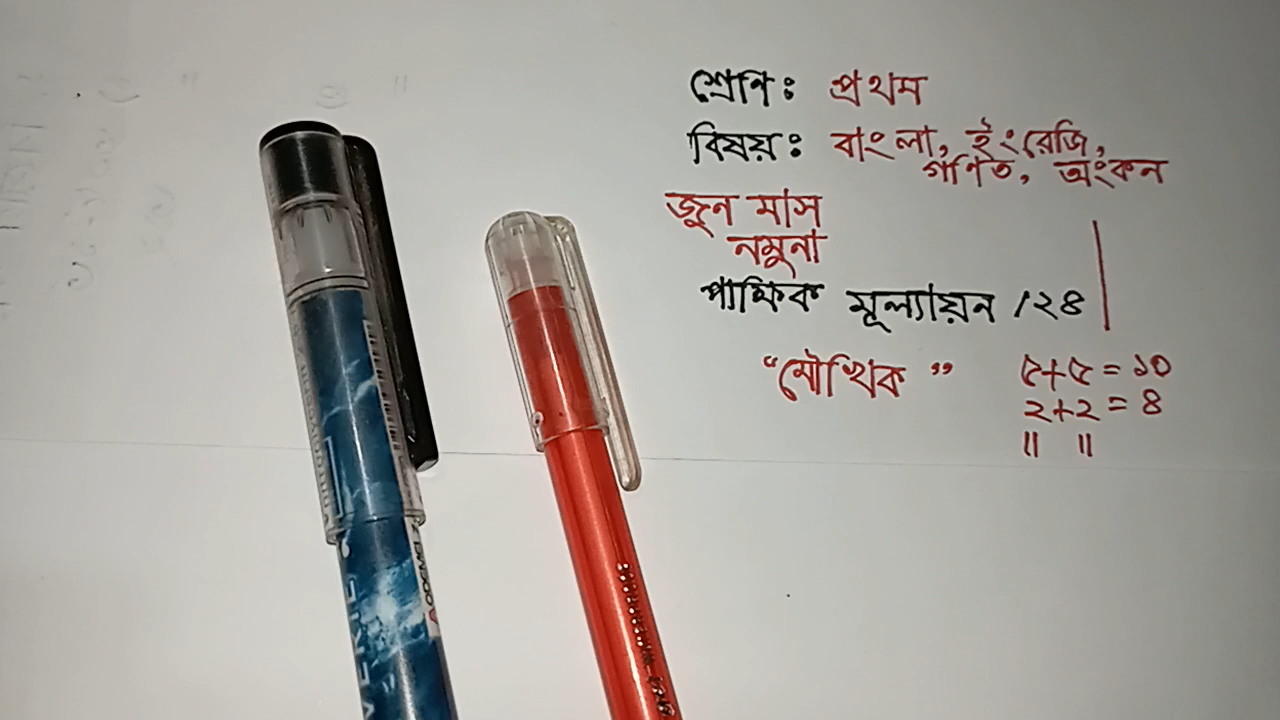 শ্রেণি: প্রথম
বিষয়: বাংলা, ইংরেজি,
গণিত, অংকন
জুন মাস
নমুনা
পাক্ষিক মূল্যায়ন /২৪
“মৌখিক”
৫+৫=১০
২+২=৪